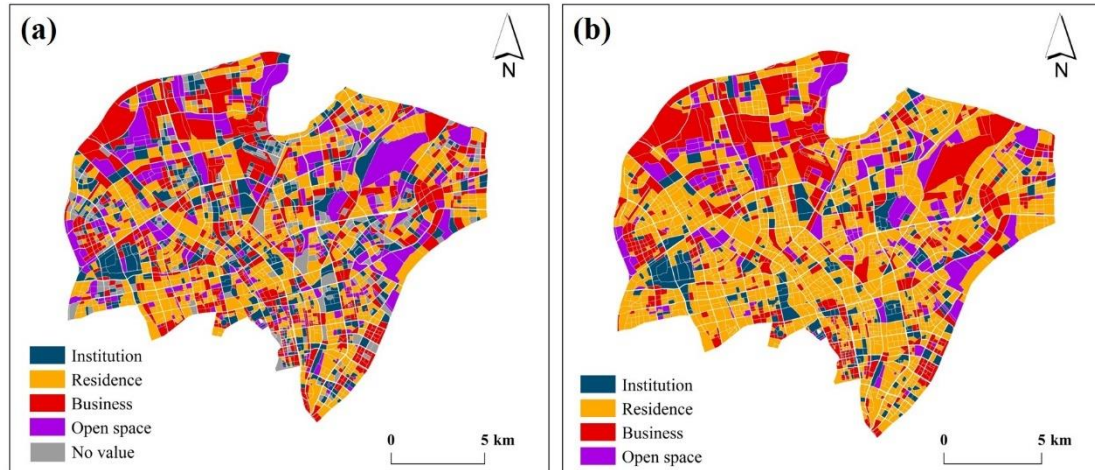 (a)
N
Institution
Residence
Business
Open space
No value
0 5 km
(b)
N
Institution
Residence
Business
Open space
0 5 km